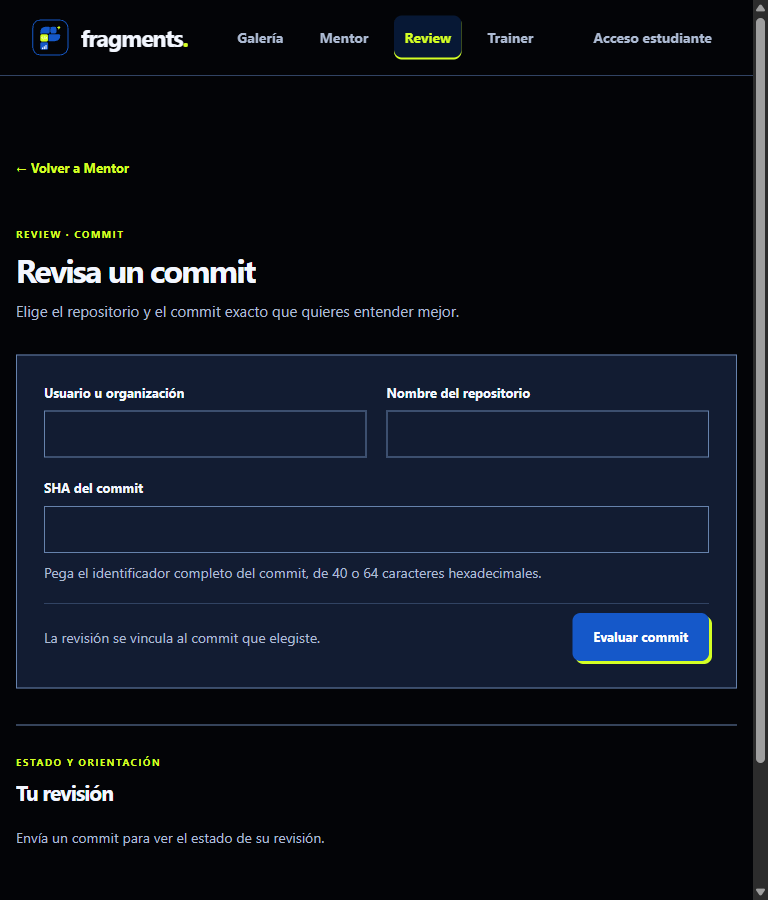 fragments.
Galería
Mentor
Review
Trainer
Acceso estudiante
← Volver a Mentor
REVIEW · COMMIT
Revisa un commit
Elige el repositorio y el commit exacto que quieres entender mejor.
Usuario u organización
Nombre del repositorio
SHA del commit
Pega el identificador completo del commit, de 40 o 64 caracteres hexadecimales.
La revisión se vincula al commit que elegiste.
Evaluar commit
ESTADO Y ORIENTACIÓN
Tu revisión
Envía un commit para ver el estado de su revisión.